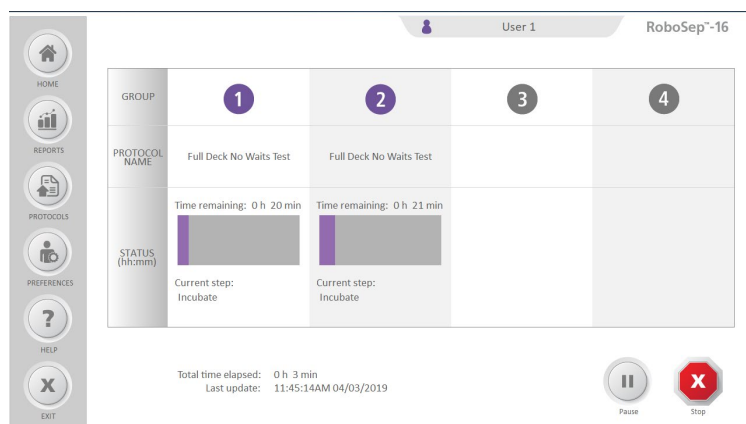 User 1
RoboSep™-16
HOME
REPORTS
PROTOCOLS
PREFERENCES
?
HELP
X
EXIT
GROUP
1
2
3
4
PROTOCOL
NAME
Full Deck No Waits Test
Full Deck No Waits Test
STATUS
(hh:mm)
Time remaining: 0 h 20 min
Current step:
Incubate
Time remaining: 0 h 21 min
Current step:
Incubate
Total time elapsed: 0 h 3 min
Last update: 11:45:14AM 04/03/2019
Pause
X
Stop